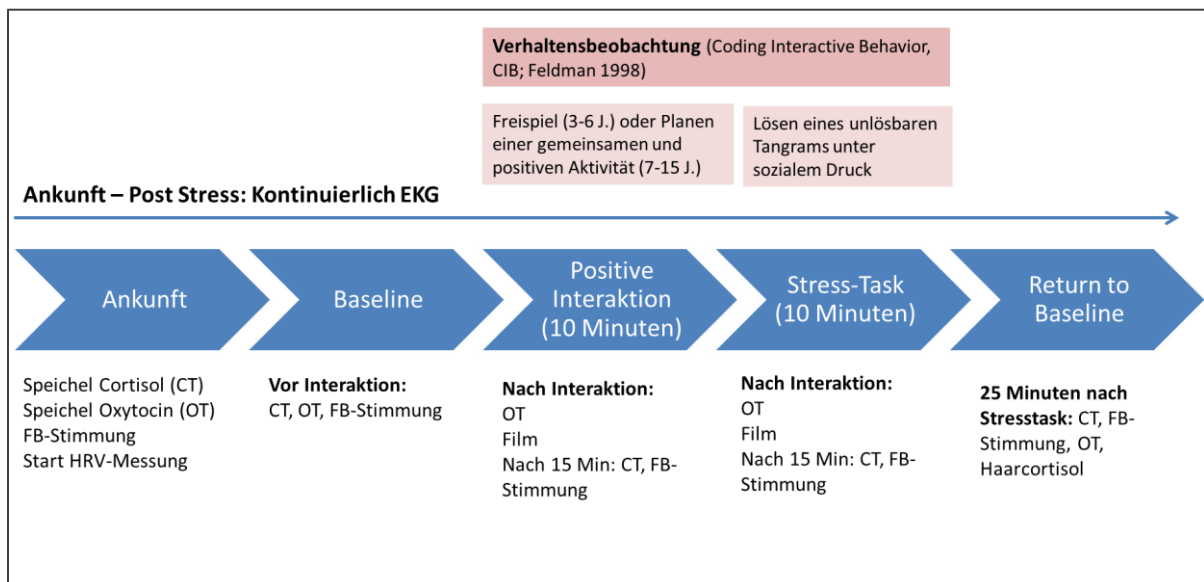 Verhaltensbeobachtung (Coding Interactive Behavior,
CIB; Feldman 1998)
Freispiel (3-6 J.) oder Planen
einer gemeinsamen und
positiven Aktivität (7-15 J.)
Lösen eines unlösbaren
Tangrams unter
sozialem Druck
Ankunft – Post Stress: Kontinuierlich EKG
Ankunft
Baseline
Positive
Interaktion
(10 Minuten)
Stress-Task
(10 Minuten)
Return to
Baseline
Speichel Cortisol (CT)
Speichel Oxytocin (OT)
FB-Stimmung
Start HRV-Messung
Vor Interaktion:
CT, OT, FB-Stimmung
Nach Interaktion:
OT
Film
Nach 15 Min: CT, FB-
Stimmung
Nach Interaktion:
OT
Film
Nach 15 Min: CT, FB-
Stimmung
25 Minuten nach
Stresstask: CT, FB-
Stimmung, OT,
Haarcortisol